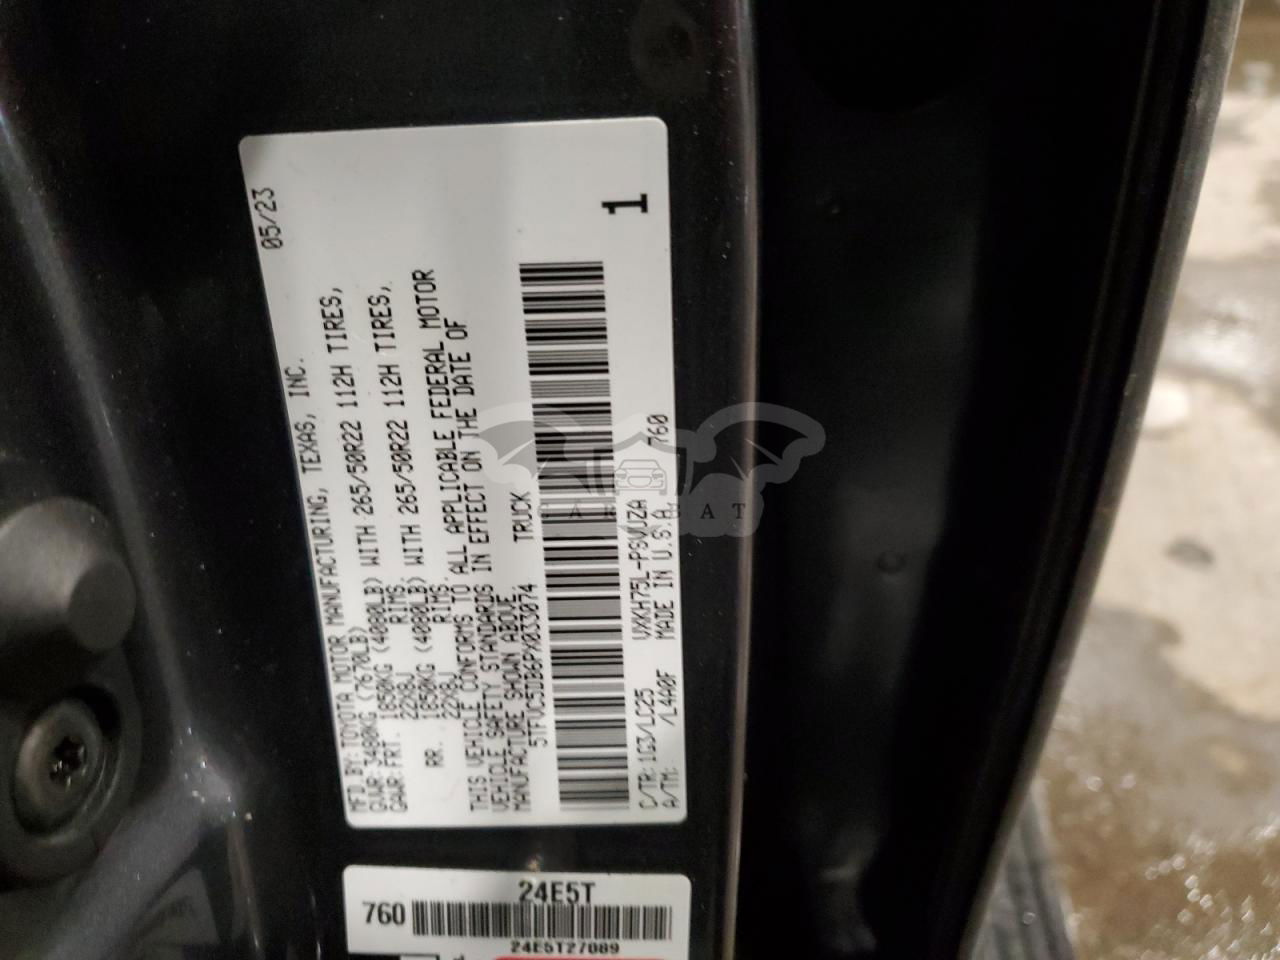 05/23
MFD BY: TOYOTA MOTOR MANUFACTURING, TEXAS, INC.
GVWR: 3480KG (7670LB)
GAWR: FRT. 1850KG (4080LB) WITH 265/50R22 112H TIRES,
22X8J RIMS.
RR. 1850KG (4080LB) WITH 265/50R22 112H TIRES,
22X8J RIMS.
THIS VEHICLE CONFORMS TO ALL APPLICABLE FEDERAL MOTOR
VEHICLE SAFETY STANDARDS IN EFFECT ON THE DATE OF
MANUFACTURE SHOWN ABOVE.
5TFVC5DB6PX033074 TRUCK
C/TR: 1G3/LC25 VXKH75L-PSVUZA 760
A/TM: /L4A0F MADE IN U.S.A.
1
CARBAT
24E5T
760
24E5T27089